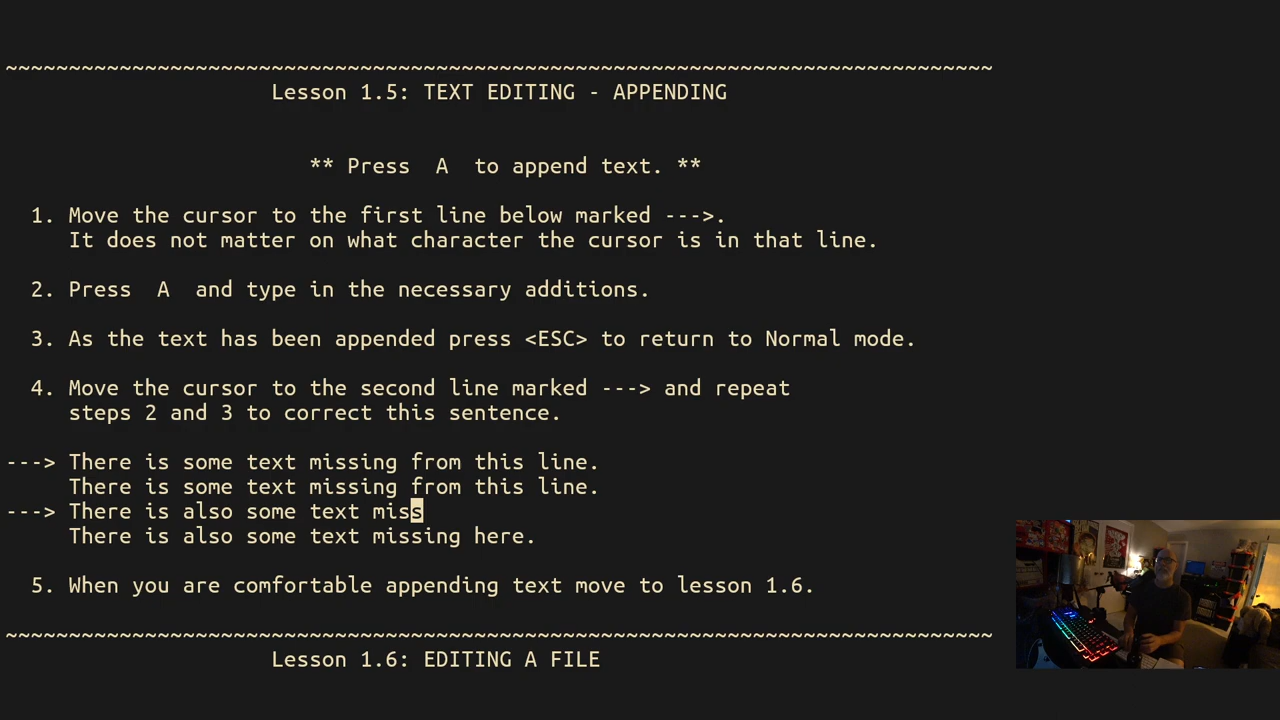 ~~~~~~~~~~~~~~~~~~~~~~~~~~~~~~~~~~~~~~~~~~~~~~~~~~~~~~~~~~~~~~~~~~~~~~~~~~~~~~
Lesson 1.5: TEXT EDITING - APPENDING
** Press  A  to append text. **
1. Move the cursor to the first line below marked --->.
It does not matter on what character the cursor is in that line.
2. Press  A  and type in the necessary additions.
3. As the text has been appended press <ESC> to return to Normal mode.
4. Move the cursor to the second line marked ---> and repeat
steps 2 and 3 to correct this sentence.
---> There is some text missing from this line.
There is some text missing from this line.
---> There is also some text miss
There is also some text missing here.
5. When you are comfortable appending text move to lesson 1.6.
~~~~~~~~~~~~~~~~~~~~~~~~~~~~~~~~~~~~~~~~~~~~~~~~~~~~~~~~~~~~~~~~~~~~~~~~~~~~~~
Lesson 1.6: EDITING A FILE